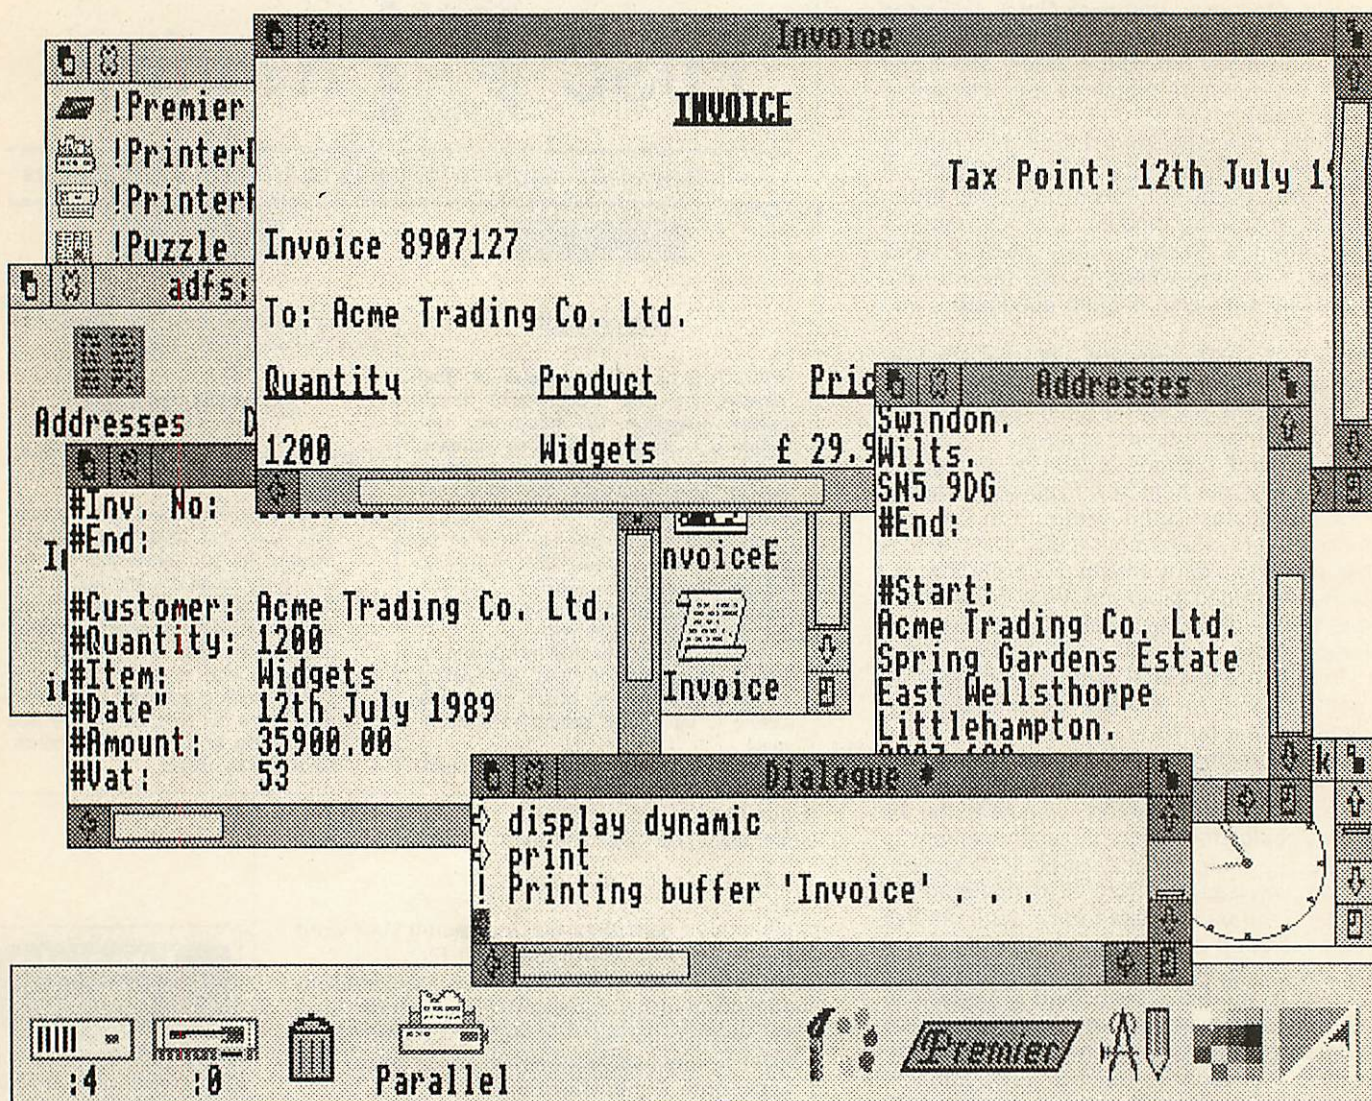 Invoice
!Premier
!Printer
!Printer
!Puzzle
INVOICE
Tax Point: 12th July 1
Invoice 8907127
To: Acme Trading Co. Ltd.
Quantity Product Pric
1200 Widgets £ 29.9
adfs:
Addresses D
#Inv. No:
#End:
#Customer: Acme Trading Co. Ltd.
#Quantity: 1200
#Item: Widgets
#Date" 12th July 1989
#Amount: 35900.00
#Vat: 53
I
i
nvoiceE
Invoice
Addresses
Swindon.
Wilts.
SN5 9DG
#End:
#Start:
Acme Trading Co. Ltd.
Spring Gardens Estate
East Wellsthorpe
Littlehampton.
k
Dialogue #
display dynamic
print
! Printing buffer 'Invoice' . . .
:4 :0 Parallel
Premier